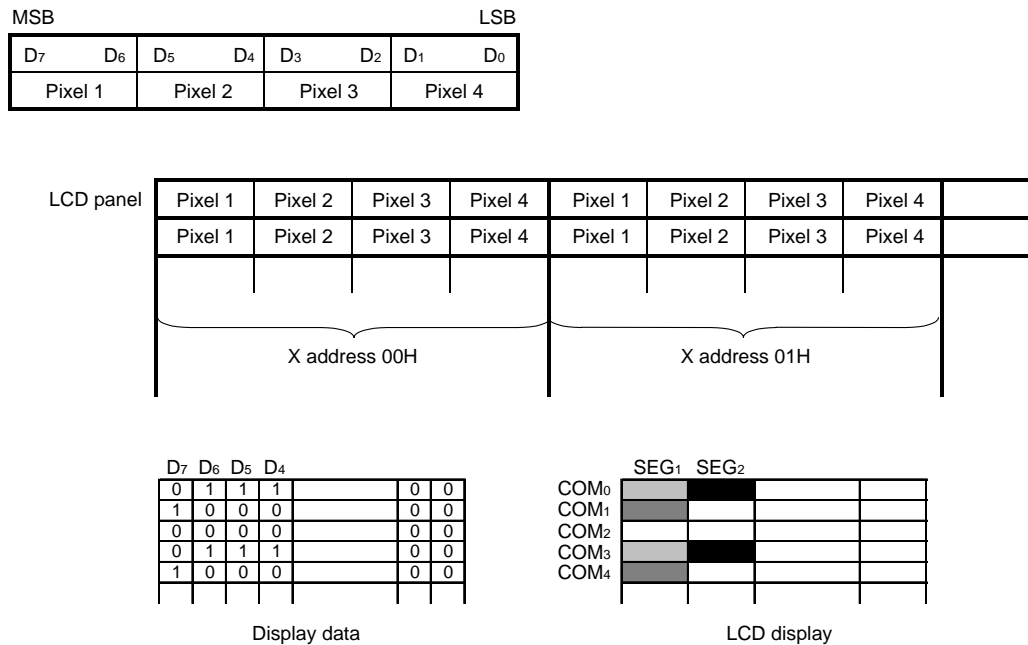 MSB LSB
D7 D6 D5 D4 D3 D2 D1 D0
Pixel 1 Pixel 2 Pixel 3 Pixel 4
LCD panel Pixel 1 Pixel 2 Pixel 3 Pixel 4 Pixel 1 Pixel 2 Pixel 3 Pixel 4
Pixel 1 Pixel 2 Pixel 3 Pixel 4 Pixel 1 Pixel 2 Pixel 3 Pixel 4
X address 00H X address 01H
D7 D6 D5 D4
0 1 1 1 0 0
1 0 0 0 0 0
0 0 0 0 0 0
0 1 1 1 0 0
1 0 0 0 0 0
Display data
SEG1 SEG2
COM0
COM1
COM2
COM3
COM4
LCD display